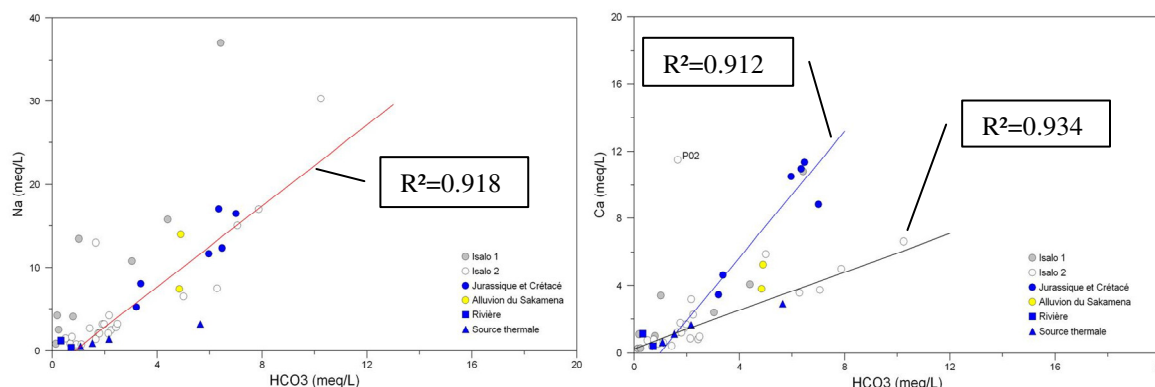 40
30
20
10
0
Na (meq/L)
0
4
8
12
16
20
HCO3 (meq/L)
R²=0.918
Isalo 1
Isalo 2
Jurassique et Crétacé
Alluvion du Sakamena
Rivière
Source thermale
20
16
12
8
4
0
Ca (meq/L)
0
4
8
12
16
HCO3 (meq/L)
P02
R²=0.912
R²=0.934
Isalo 1
Isalo 2
Jurassique et Crétacé
Alluvion du Sakamena
Rivière
Source thermale